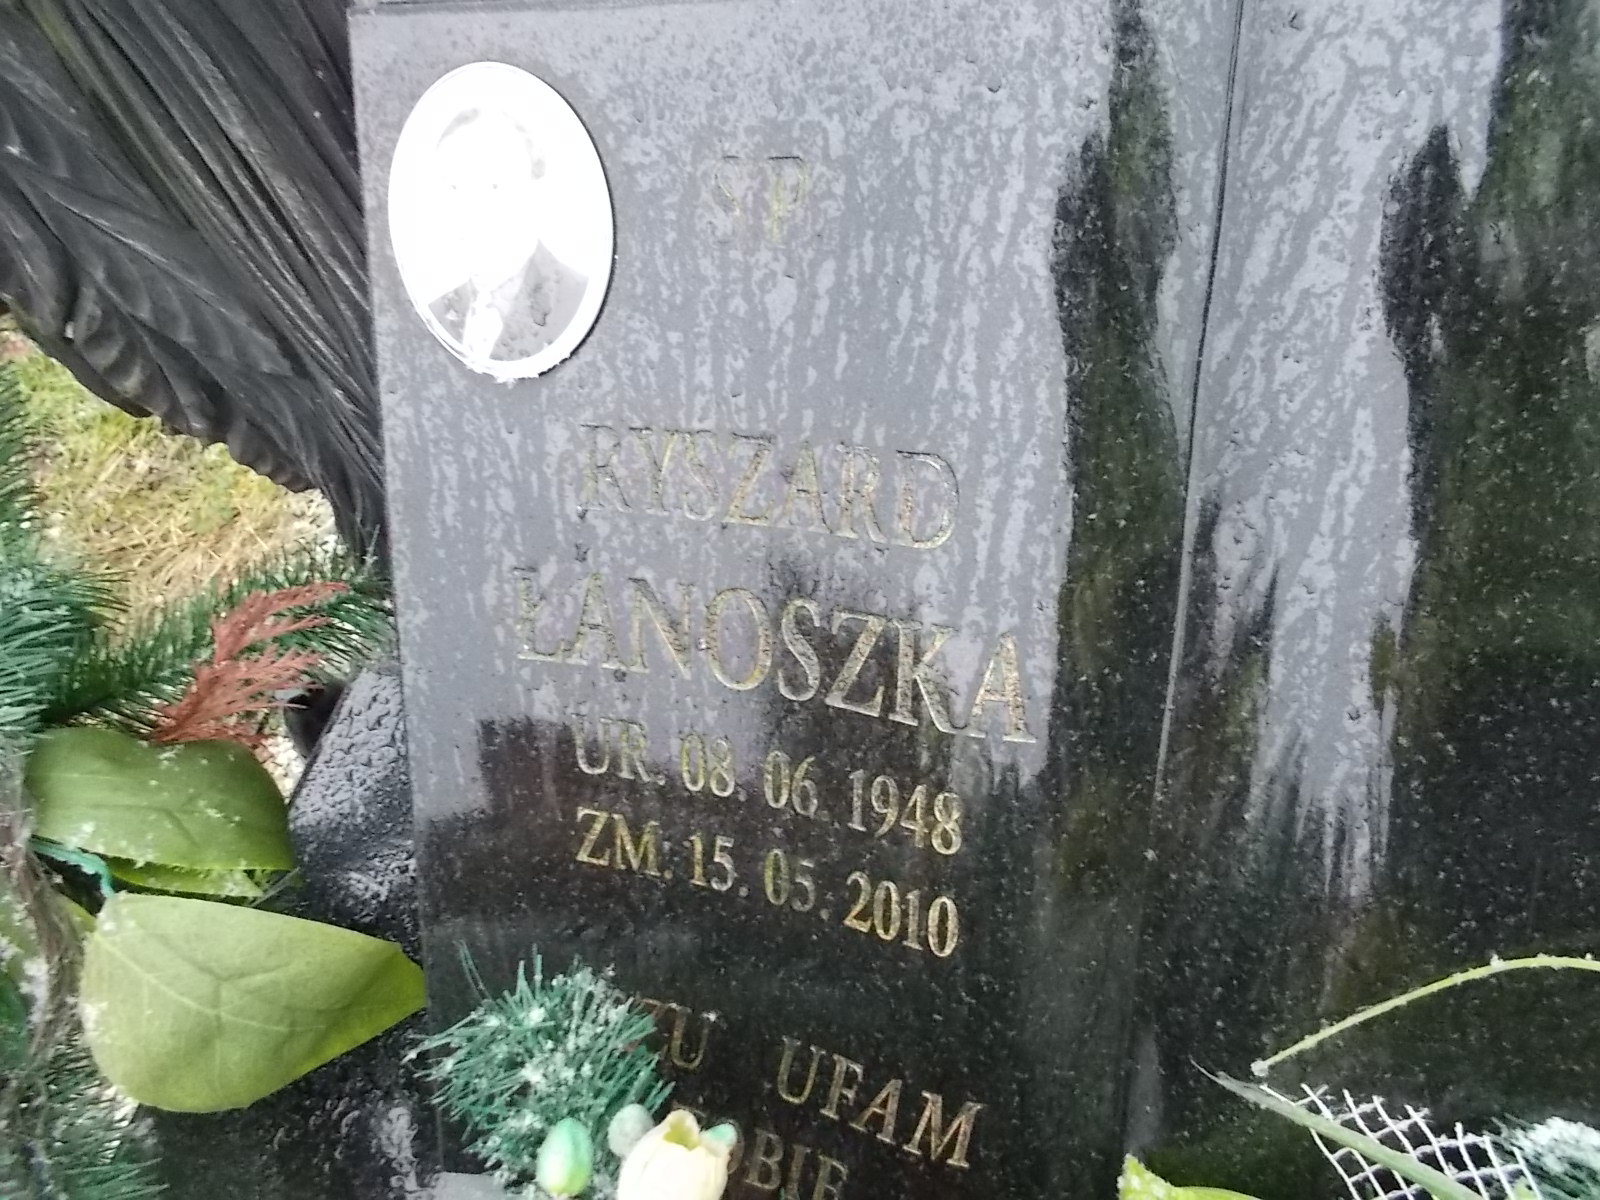 ŚP
RYSZARD
ŁANOSZKA
UR. 08. 06. 1948
ZM. 15. 05. 2010
UFAM